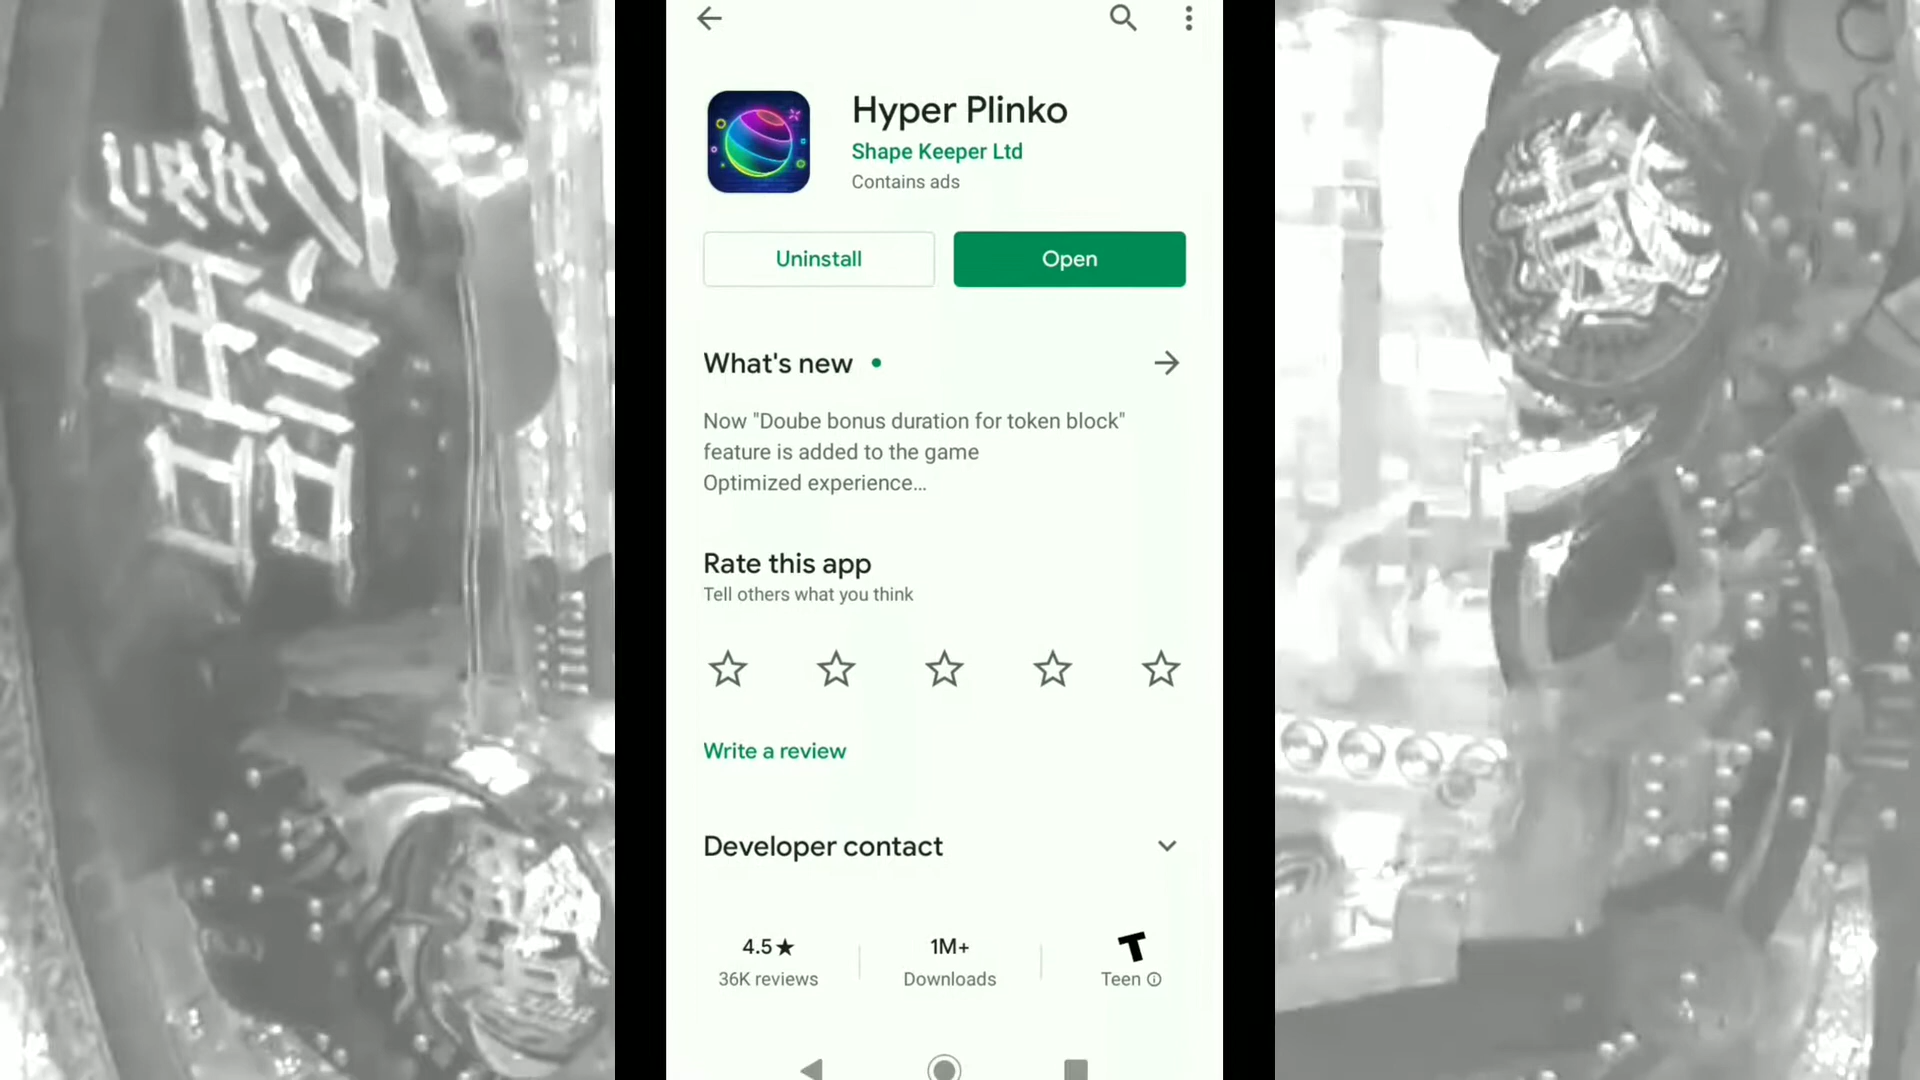 Hyper Plinko
Shape Keeper Ltd
Contains ads
Uninstall
Open
What's new
Now "Doube bonus duration for token block"
feature is added to the game
Optimized experience...
Rate this app
Tell others what you think
Write a review
Developer contact
4.5★
36K reviews
1M+
Downloads
T
Teen